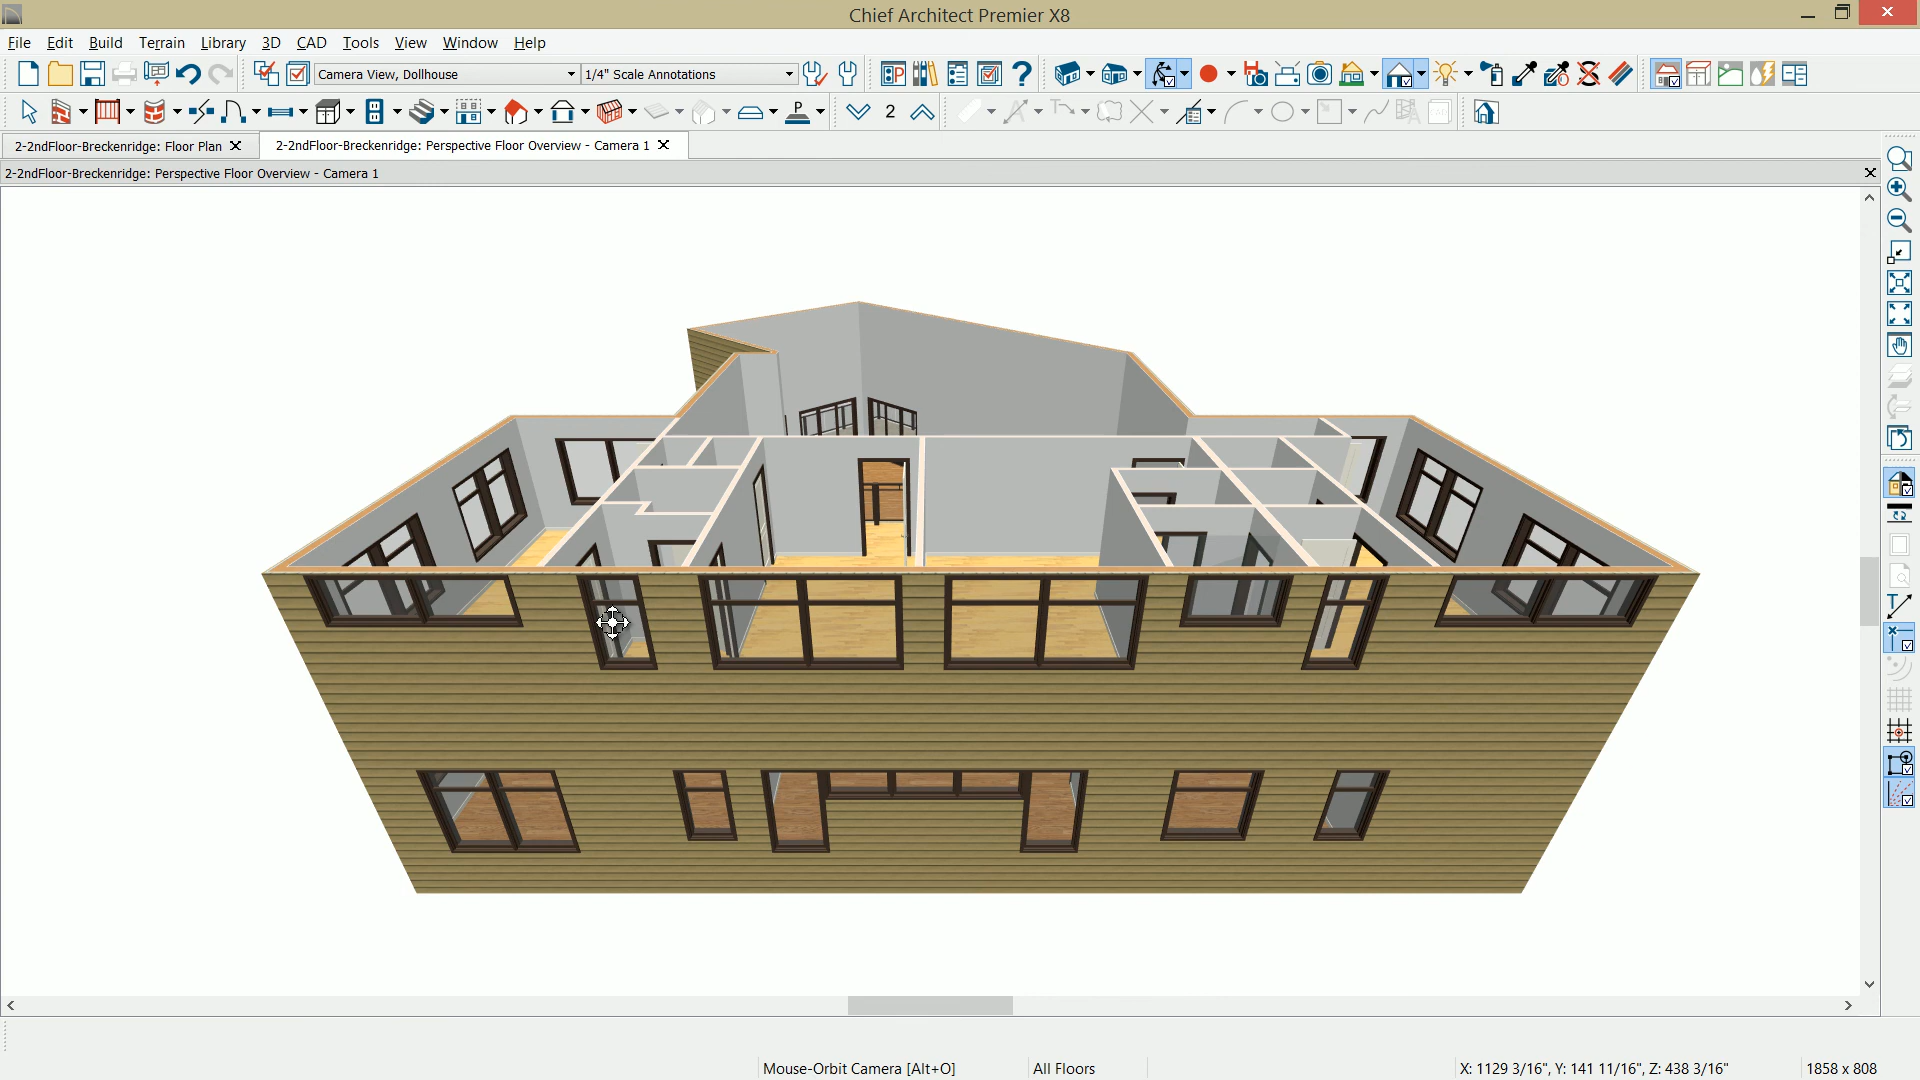 Chief Architect Premier X8
File Edit Build Terrain Library 3D CAD Tools View Window Help
Camera View, Dollhouse 1/4" Scale Annotations
2
2-2ndFloor-Breckenridge: Floor Plan 2-2ndFloor-Breckenridge: Perspective Floor Overview - Camera 1
2-2ndFloor-Breckenridge: Perspective Floor Overview - Camera 1
Mouse-Orbit Camera [Alt+O] All Floors X: 1129 3/16", Y: 141 11/16", Z: 438 3/16" 1858 x 808